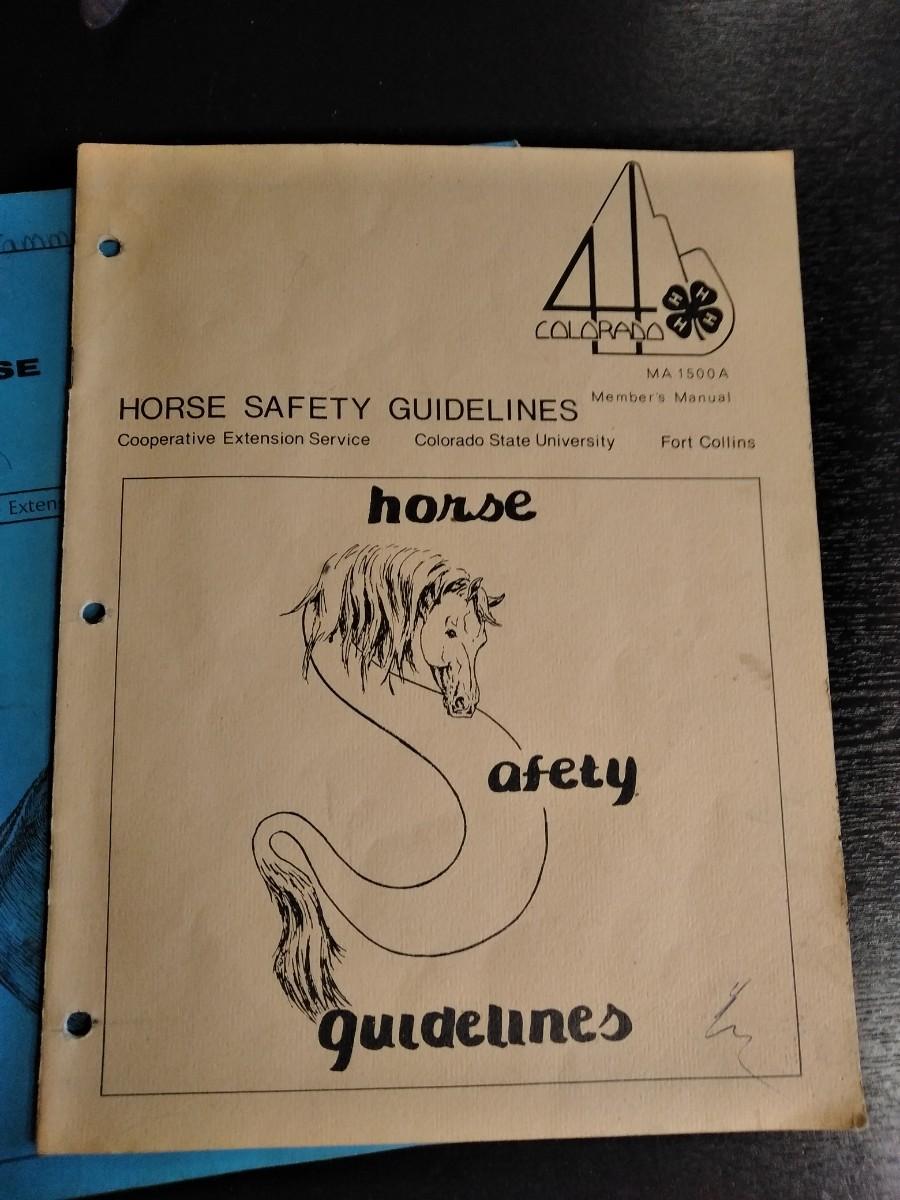 4H
COLORADO
H H
H H
MA 1500A
Member's Manual
HORSE SAFETY GUIDELINES
Cooperative Extension Service Colorado State University Fort Collins
horse
Safety
guidelines
SE
Exten